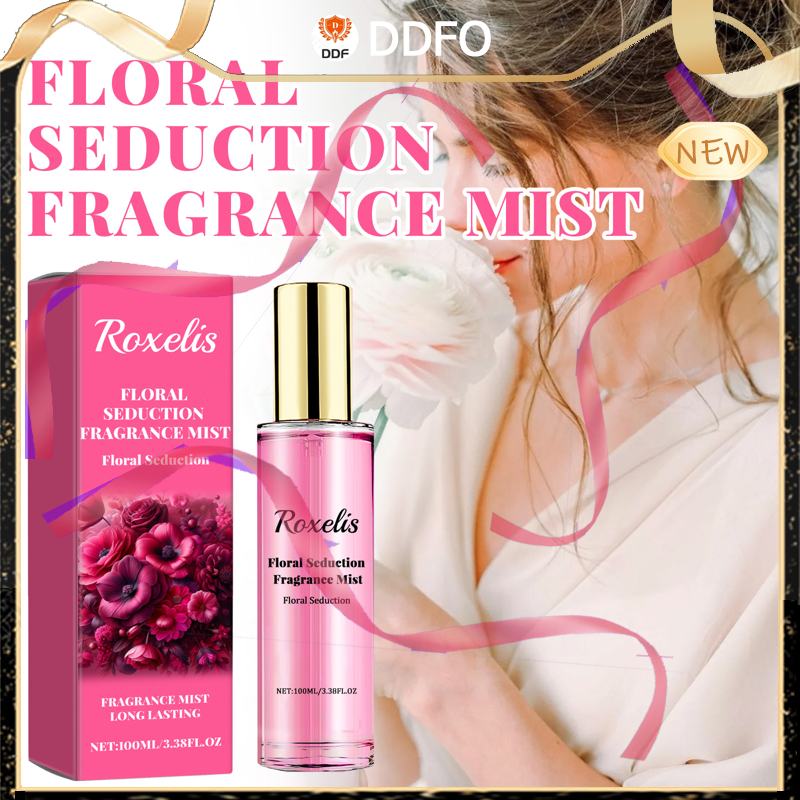 DDF
DDFO
FLORAL
SEDUCTION
FRAGRANCE MIST
NEW
Roxelis
FLORAL
SEDUCTION
FRAGRANCE MIST
Floral Seduction
FRAGRANCE MIST
LONG LASTING
NET:100ML/3.38FL.OZ
Roxelis
Floral Seduction
Fragrance Mist
Floral Seduction
NET:100ML/3.38FL.OZ